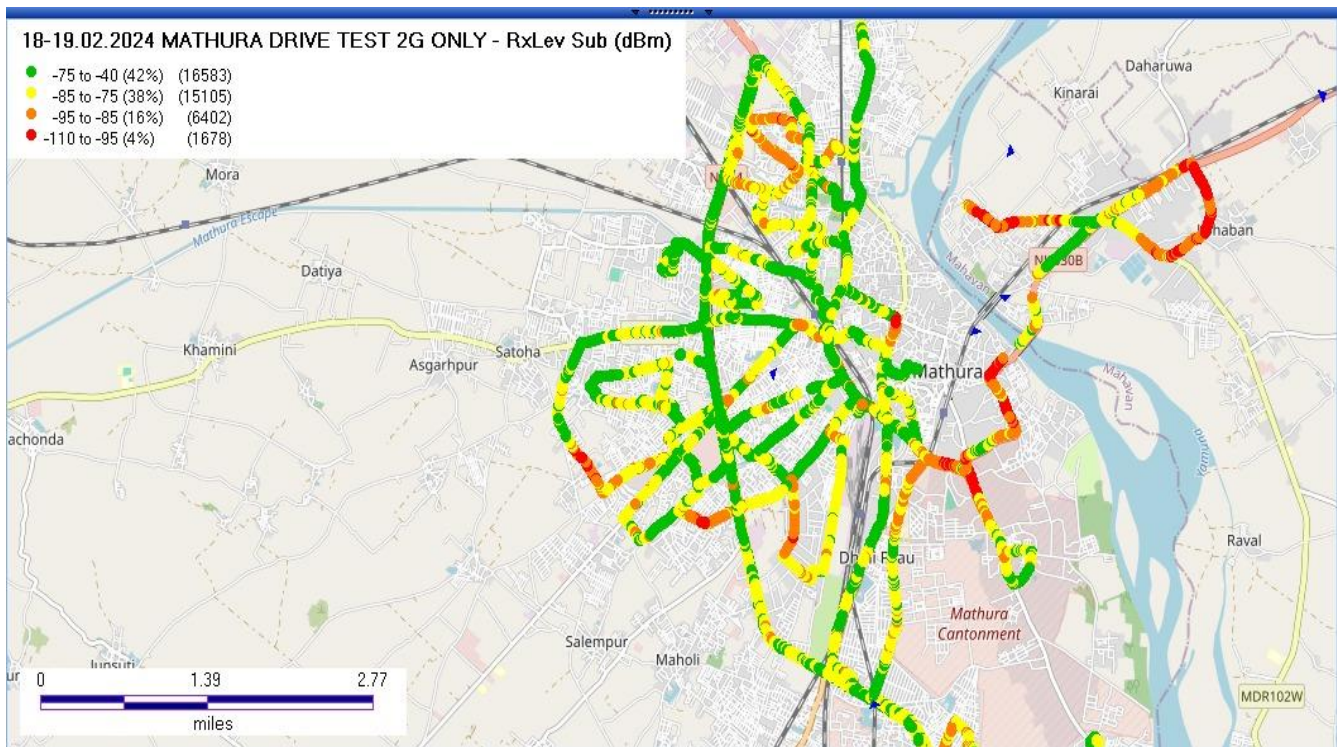 18-19.02.2024 MATHURA DRIVE TEST 2G ONLY - RxLev Sub (dBm)
-75 to -40 (42%) (16583)
-85 to -75 (38%) (15105)
-95 to -85 (16%) (6402)
-110 to -95 (4%) (1678)
Daharuwa
Kinarai
Mora
Mathura Escape
Datiya
Mahavan
Khamini
Satoha
Asgarhpur
Mathura
Mahavan
achonda
Raval
Mathura
Cantonment
Salempur
Maholi
0 1.39 2.77
miles
MDR102W